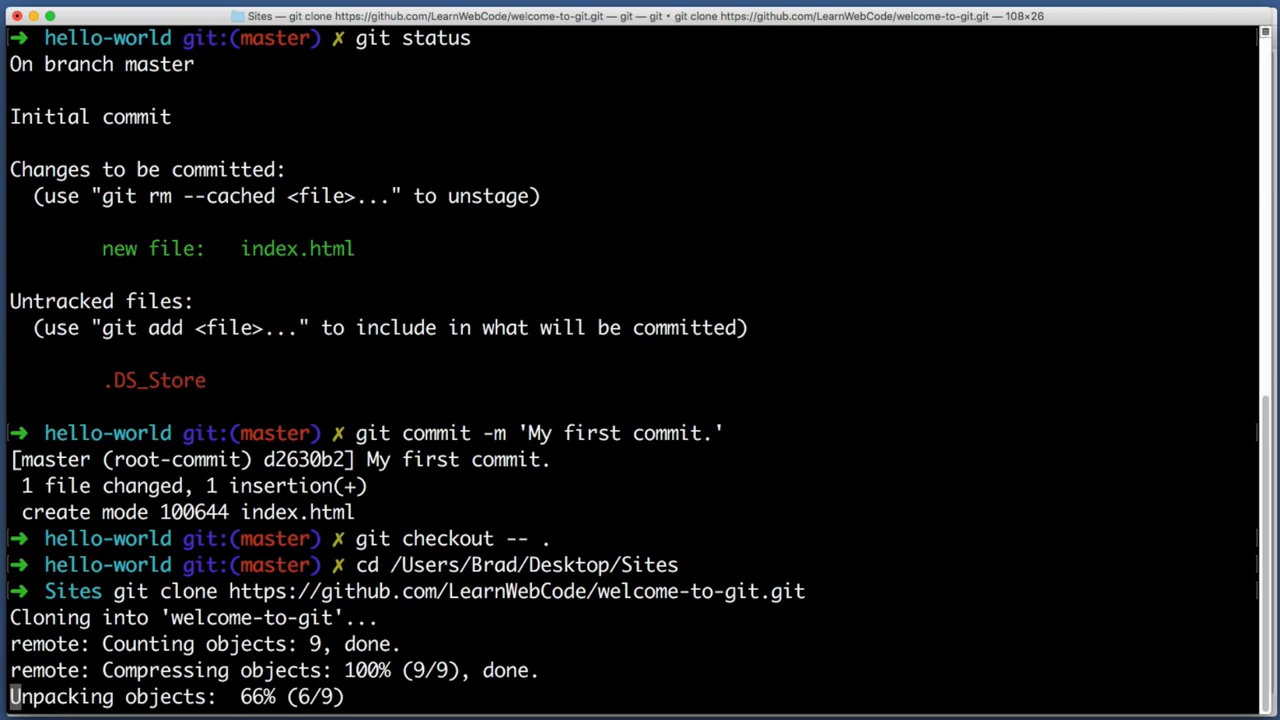 Sites — git clone https://github.com/LearnWebCode/welcome-to-git.git — git — git • git clone https://github.com/LearnWebCode/welcome-to-git.git — 108×26
➜ hello-world git:(master) ✗ git status
On branch master
Initial commit
Changes to be committed:
(use "git rm --cached <file>..." to unstage)
new file: index.html
Untracked files:
(use "git add <file>..." to include in what will be committed)
.DS_Store
➜ hello-world git:(master) ✗ git commit -m 'My first commit.'
[master (root-commit) d2630b2] My first commit.
1 file changed, 1 insertion(+)
create mode 100644 index.html
➜ hello-world git:(master) ✗ git checkout -- .
➜ hello-world git:(master) ✗ cd /Users/Brad/Desktop/Sites
➜ Sites git clone https://github.com/LearnWebCode/welcome-to-git.git
Cloning into 'welcome-to-git'...
remote: Counting objects: 9, done.
remote: Compressing objects: 100% (9/9), done.
Unpacking objects: 66% (6/9)